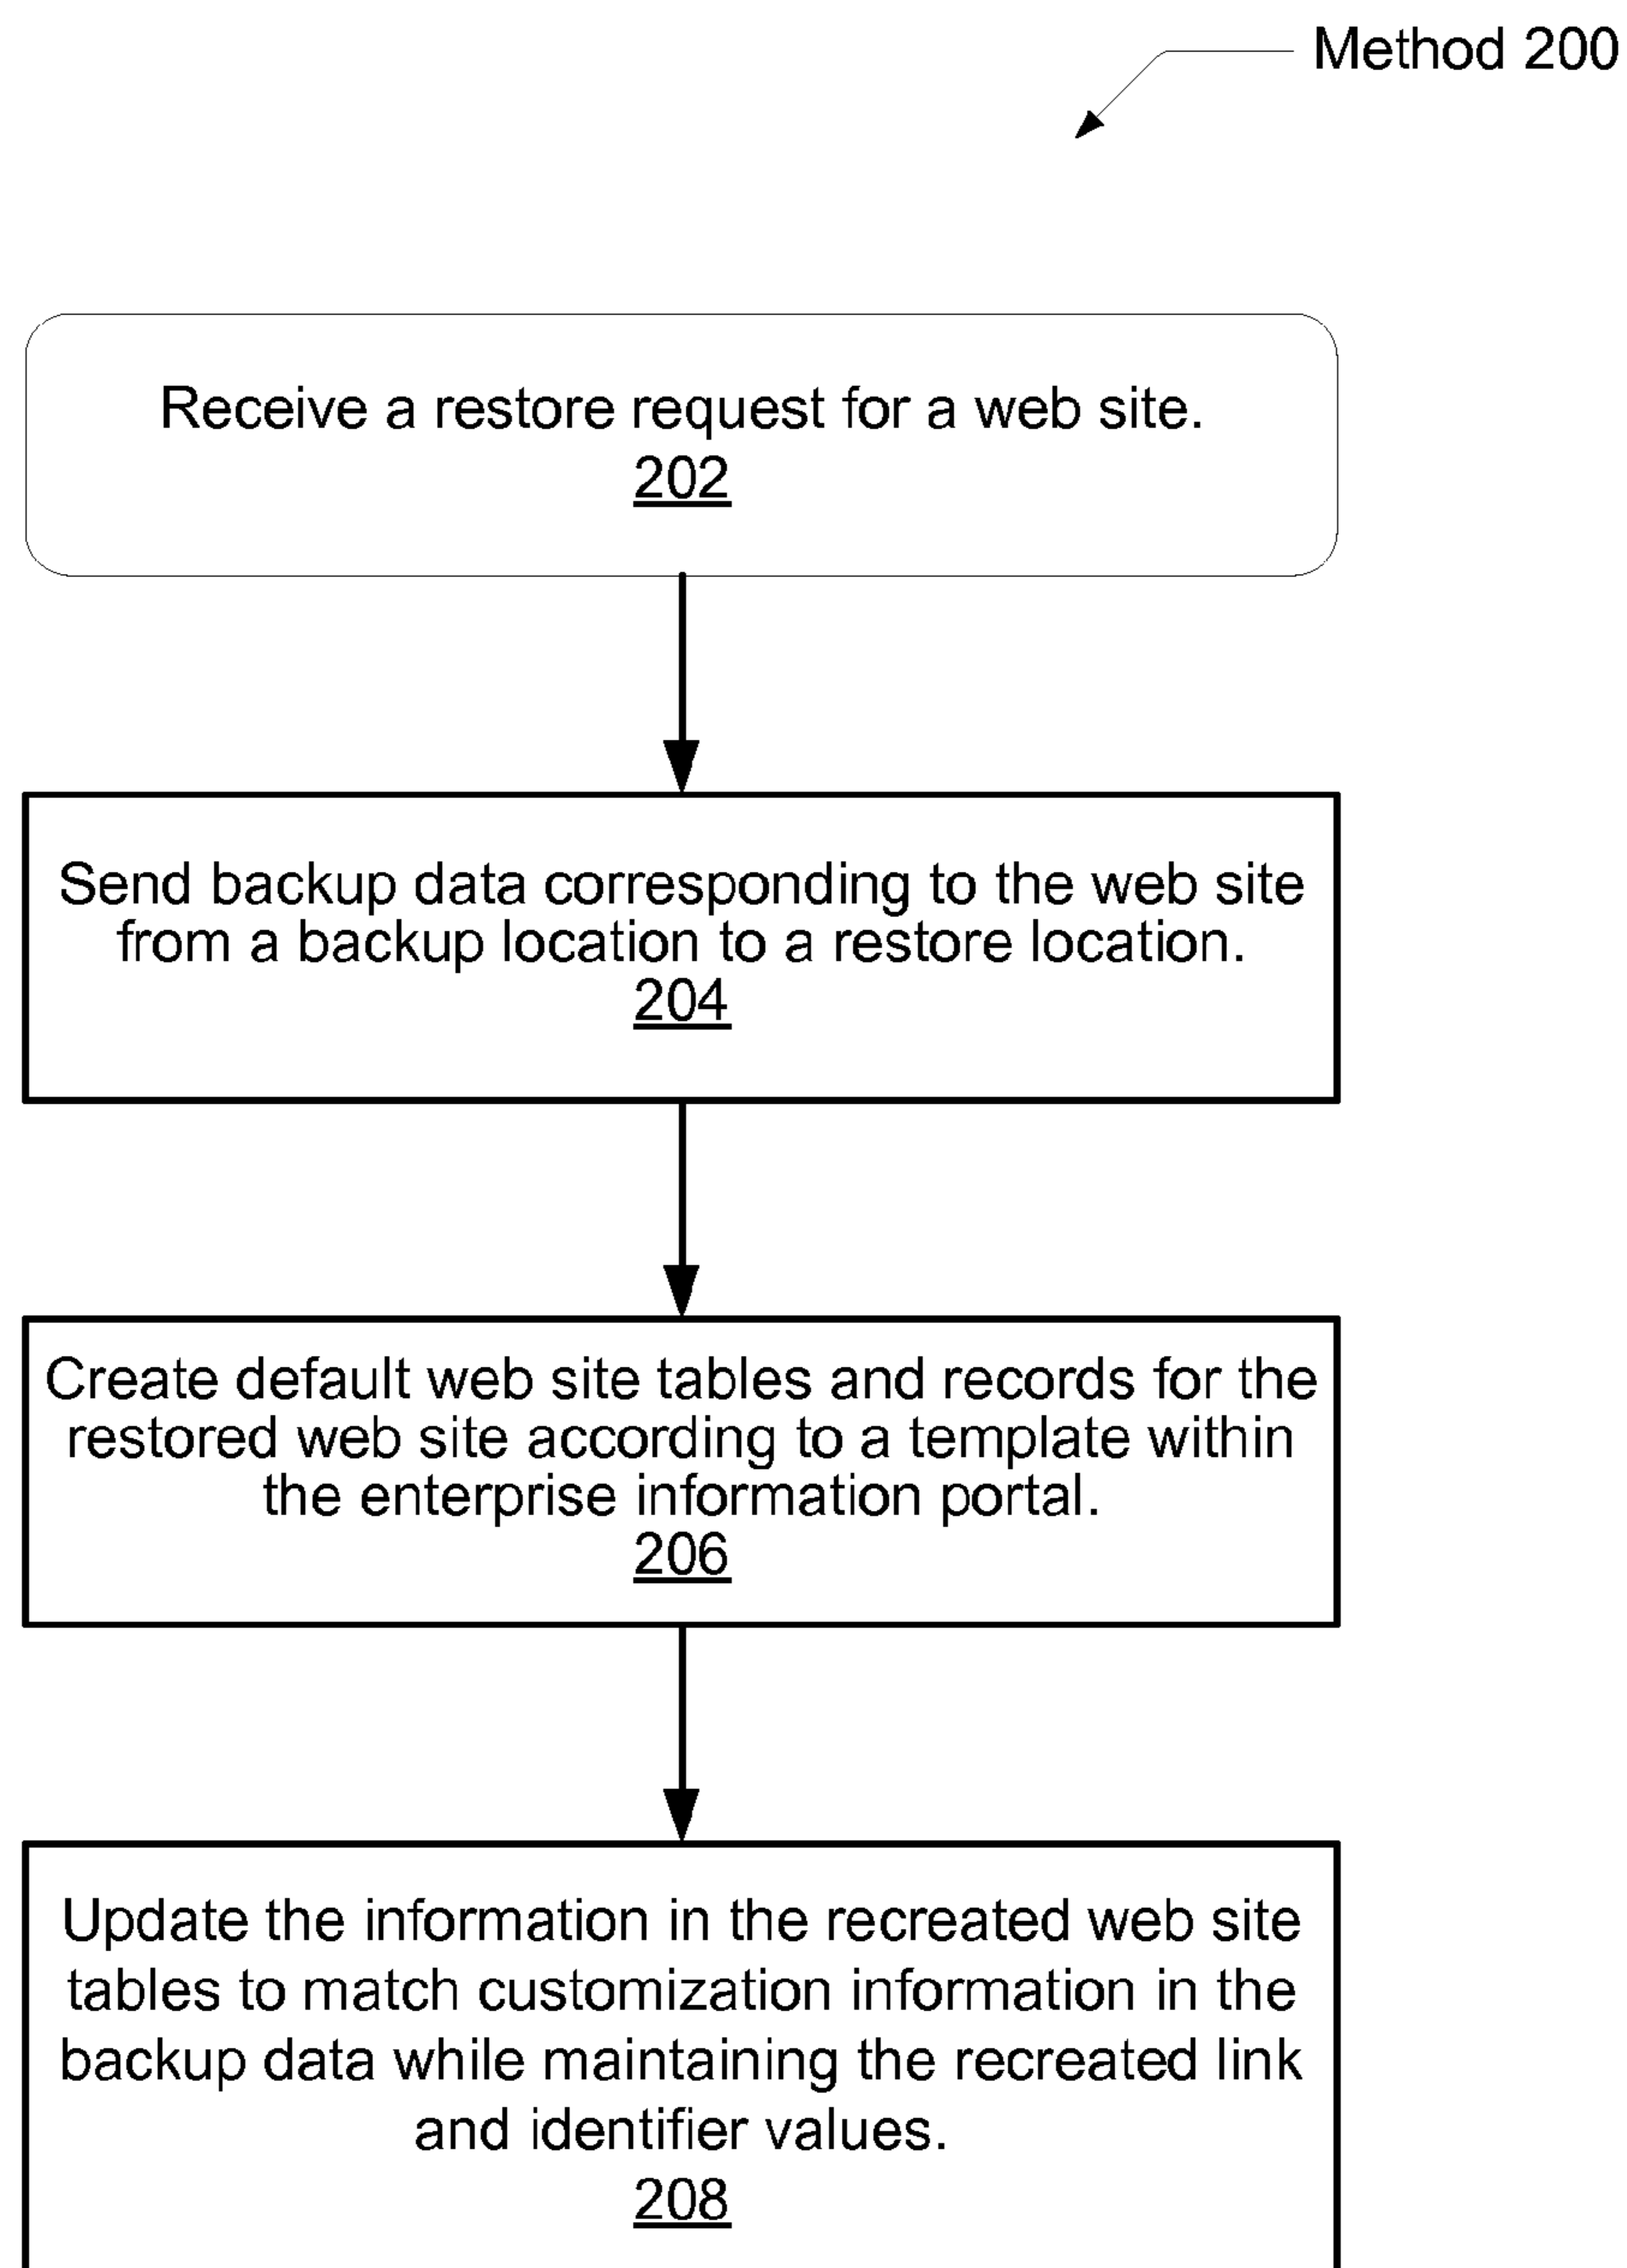 Method 200
Receive a restore request for a web site.
202
Send backup data corresponding to the web site
from a backup location to a restore location.
204
Create default web site tables and records for the
restored web site according to a template within
the enterprise information portal.
206
Update the information in the recreated web site
tables to match customization information in the
backup data while maintaining the recreated link
and identifier values.
208